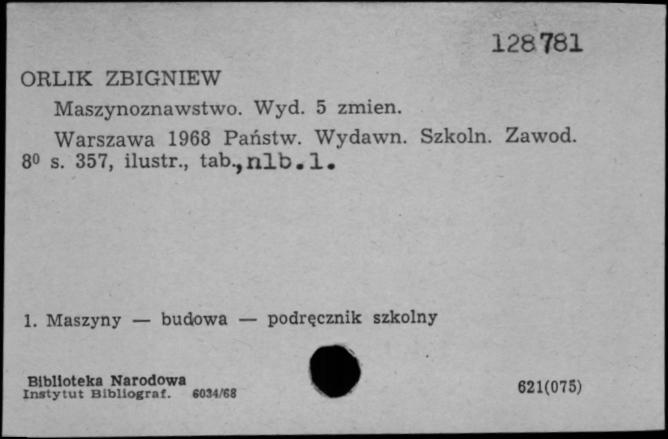 128781
ORLIK ZBIGNIEW
Maszynoznawstwo. Wyd. 5 zmien.
Warszawa 1968 Państw. Wydawn. Szkoln. Zawod.
8⁰ s. 357, ilustr., tab., nlb.1.
1. Maszyny — budowa — podręcznik szkolny
Biblioteka Narodowa
Instytut Bibliograf. 6034/68
621(075)